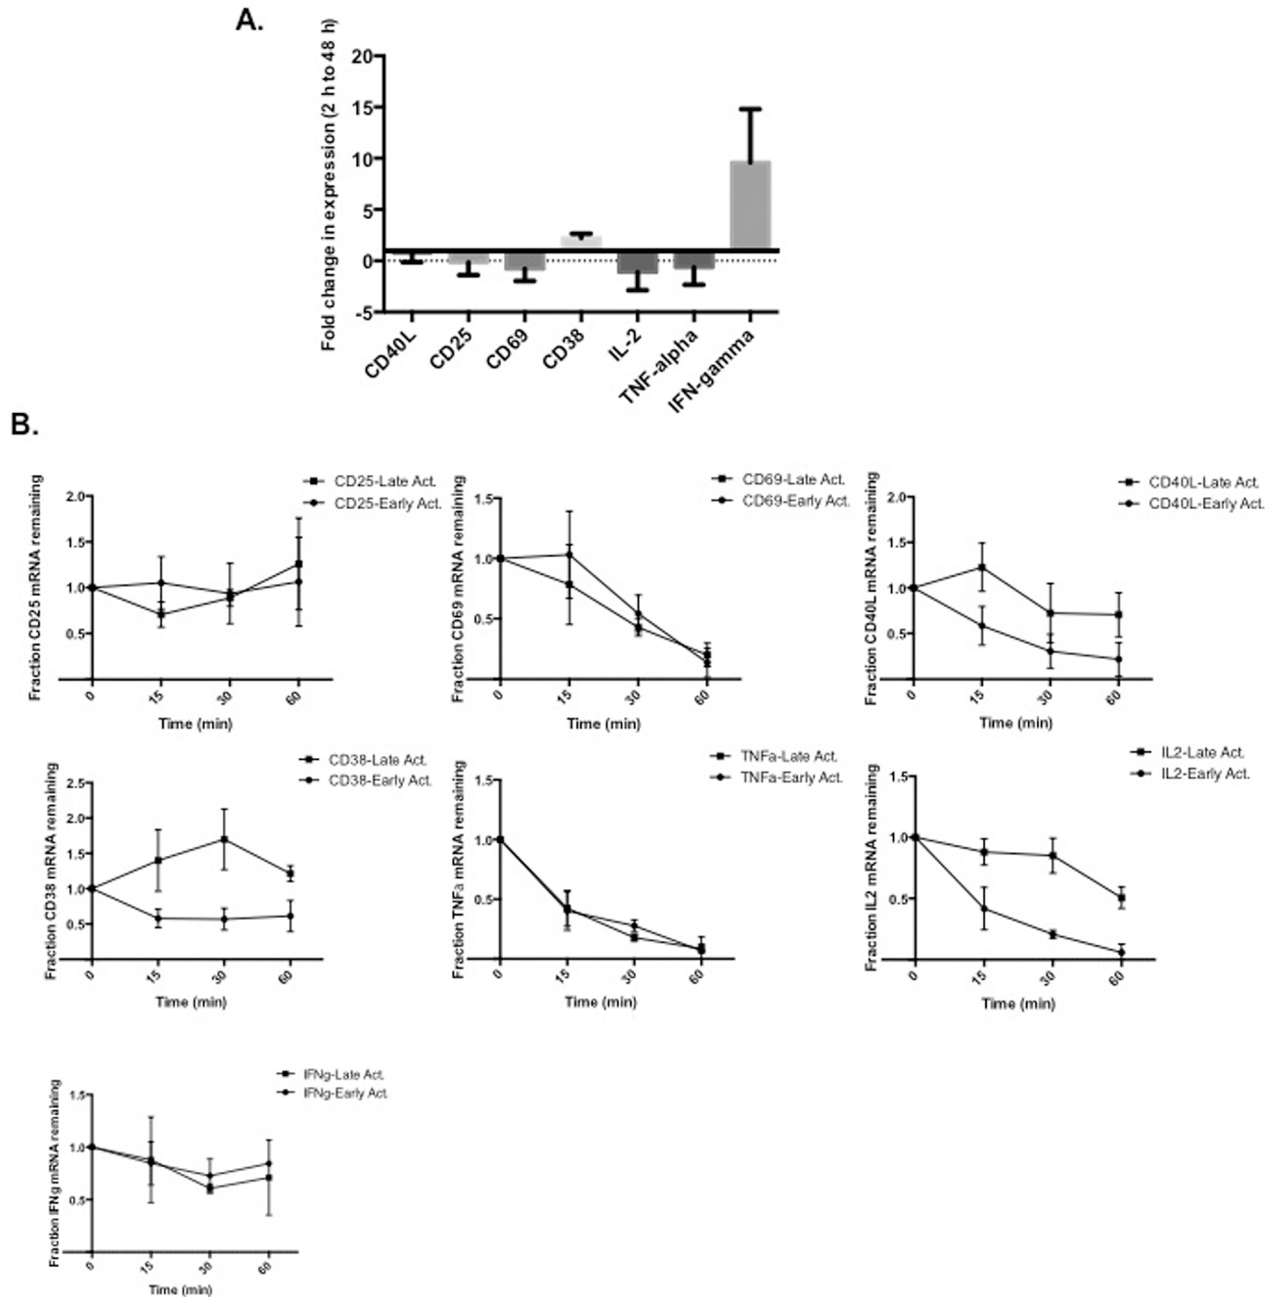 A.
Fold change in expression (2 h to 48 h)
20
15
10
5
0
-5
CD40L
CD25
CD69
CD38
IL-2
TNF-alpha
IFN-gamma
B.
CD25-Late Act.
CD25-Early Act.
Fraction CD25 mRNA remaining
2.0
1.5
1.0
0.5
0 15 30 60
Time (min)
CD69-Late Act.
CD69-Early Act.
Fraction CD69 mRNA remaining
1.5
1.0
0.5
0 15 30 60
Time (min)
CD40L-Late Act.
CD40L-Early Act.
Fraction CD40L mRNA remaining
2.0
1.5
1.0
0.5
0 15 30 60
Time (min)
CD38-Late Act.
CD38-Early Act.
Fraction CD38 mRNA remaining
2.5
2.0
1.5
1.0
0.5
0 15 30 60
Time (min)
TNFa-Late Act.
TNFa-Early Act.
Fraction TNFa mRNA remaining
1.5
1.0
0.5
0 15 30 60
Time (min)
IL2-Late Act.
IL2-Early Act.
Fraction IL2 mRNA remaining
1.5
1.0
0.5
0 15 30 60
Time (min)
IFNg-Late Act.
IFNg-Early Act.
Fraction IFNg mRNA remaining
1.5
1.0
0.5
0 15 30 60
Time (min)